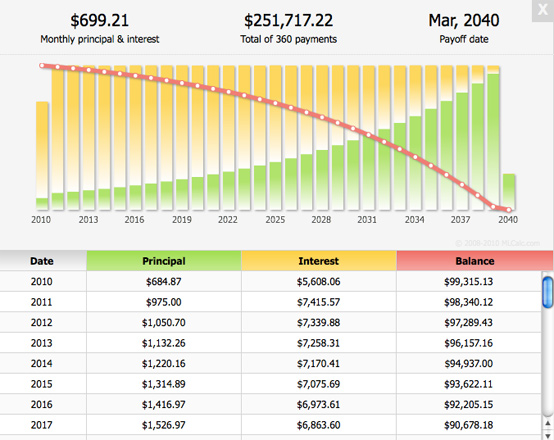 X
$699.21 $251,717.22 Mar, 2040
Monthly principal & interest Total of 360 payments Payoff date
2010 2013 2016 2019 2022 2025 2028 2031 2034 2037 2040
© 2006-2010 MLCalc.com
Date Principal Interest Balance
2010 $684.87 $5,608.06 $99,315.13
2011 $975.00 $7,415.57 $98,340.12
2012 $1,050.70 $7,339.88 $97,289.43
2013 $1,132.26 $7,258.31 $96,157.16
2014 $1,220.16 $7,170.41 $94,937.00
2015 $1,314.89 $7,075.69 $93,622.11
2016 $1,416.97 $6,973.61 $92,205.15
2017 $1,526.97 $6,863.60 $90,678.18